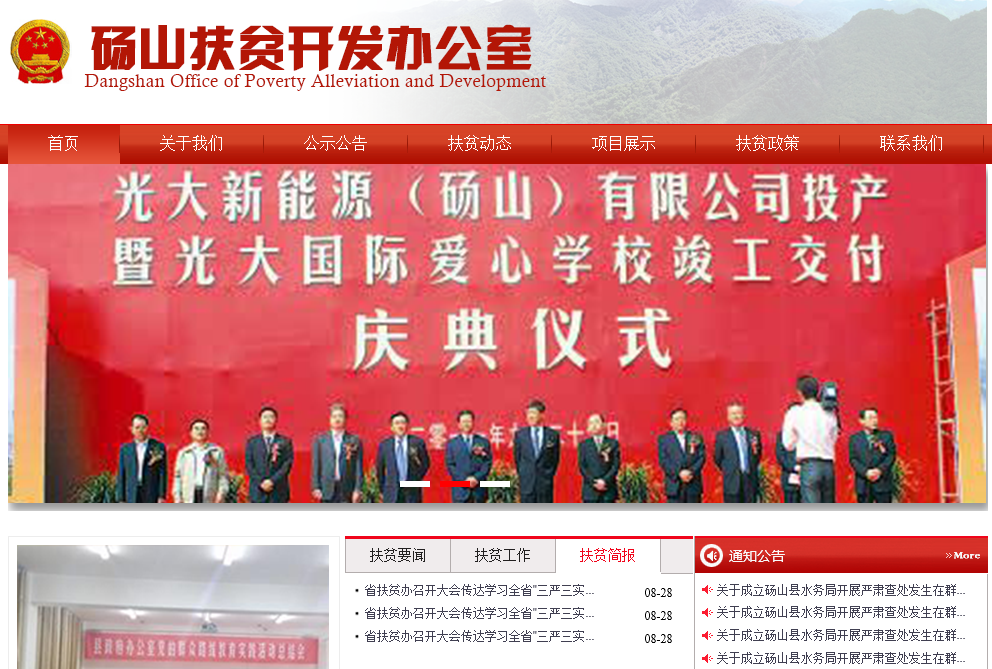 砀山扶贫开发办公室
Dangshan Office of Poverty Alleviation and Development
首页 关于我们 公示公告 扶贫动态 项目展示 扶贫政策 联系我们
光大新能源（砀山）有限公司投产
暨光大国际爱心学校竣工交付
庆典仪式
扶贫要闻 扶贫工作 扶贫简报
• 省扶贫办召开大会传达学习全省"三严三实... 08-28
• 省扶贫办召开大会传达学习全省"三严三实... 08-28
• 省扶贫办召开大会传达学习全省"三严三实... 08-28
通知公告 »More
关于成立砀山县水务局开展严肃查处发生在群...
关于成立砀山县水务局开展严肃查处发生在群...
关于成立砀山县水务局开展严肃查处发生在群...
关于成立砀山县水务局开展严肃查处发生在群...